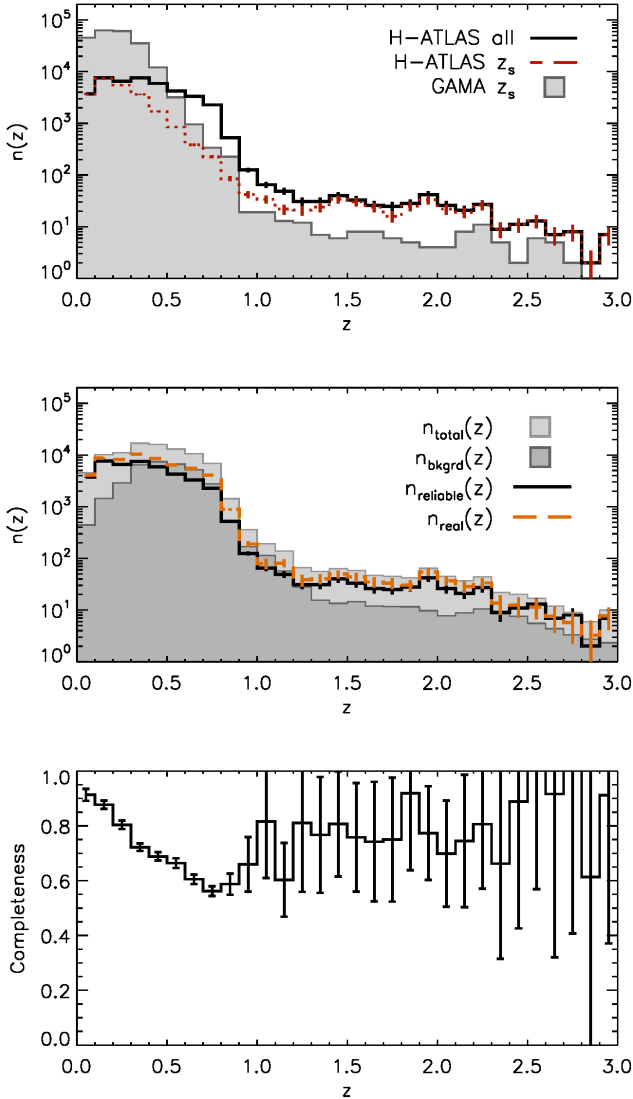 H-ATLAS all
H-ATLAS z_s
GAMA z_s
n(z)
10^5
10^4
10^3
10^2
10^1
10^0
0.0 0.5 1.0 1.5 2.0 2.5 3.0
z
n_total(z)
n_bkgrd(z)
n_reliable(z)
n_real(z)
n(z)
10^5
10^4
10^3
10^2
10^1
10^0
0.0 0.5 1.0 1.5 2.0 2.5 3.0
z
Completeness
1.0
0.8
0.6
0.4
0.2
0.0
0.0 0.5 1.0 1.5 2.0 2.5 3.0
z